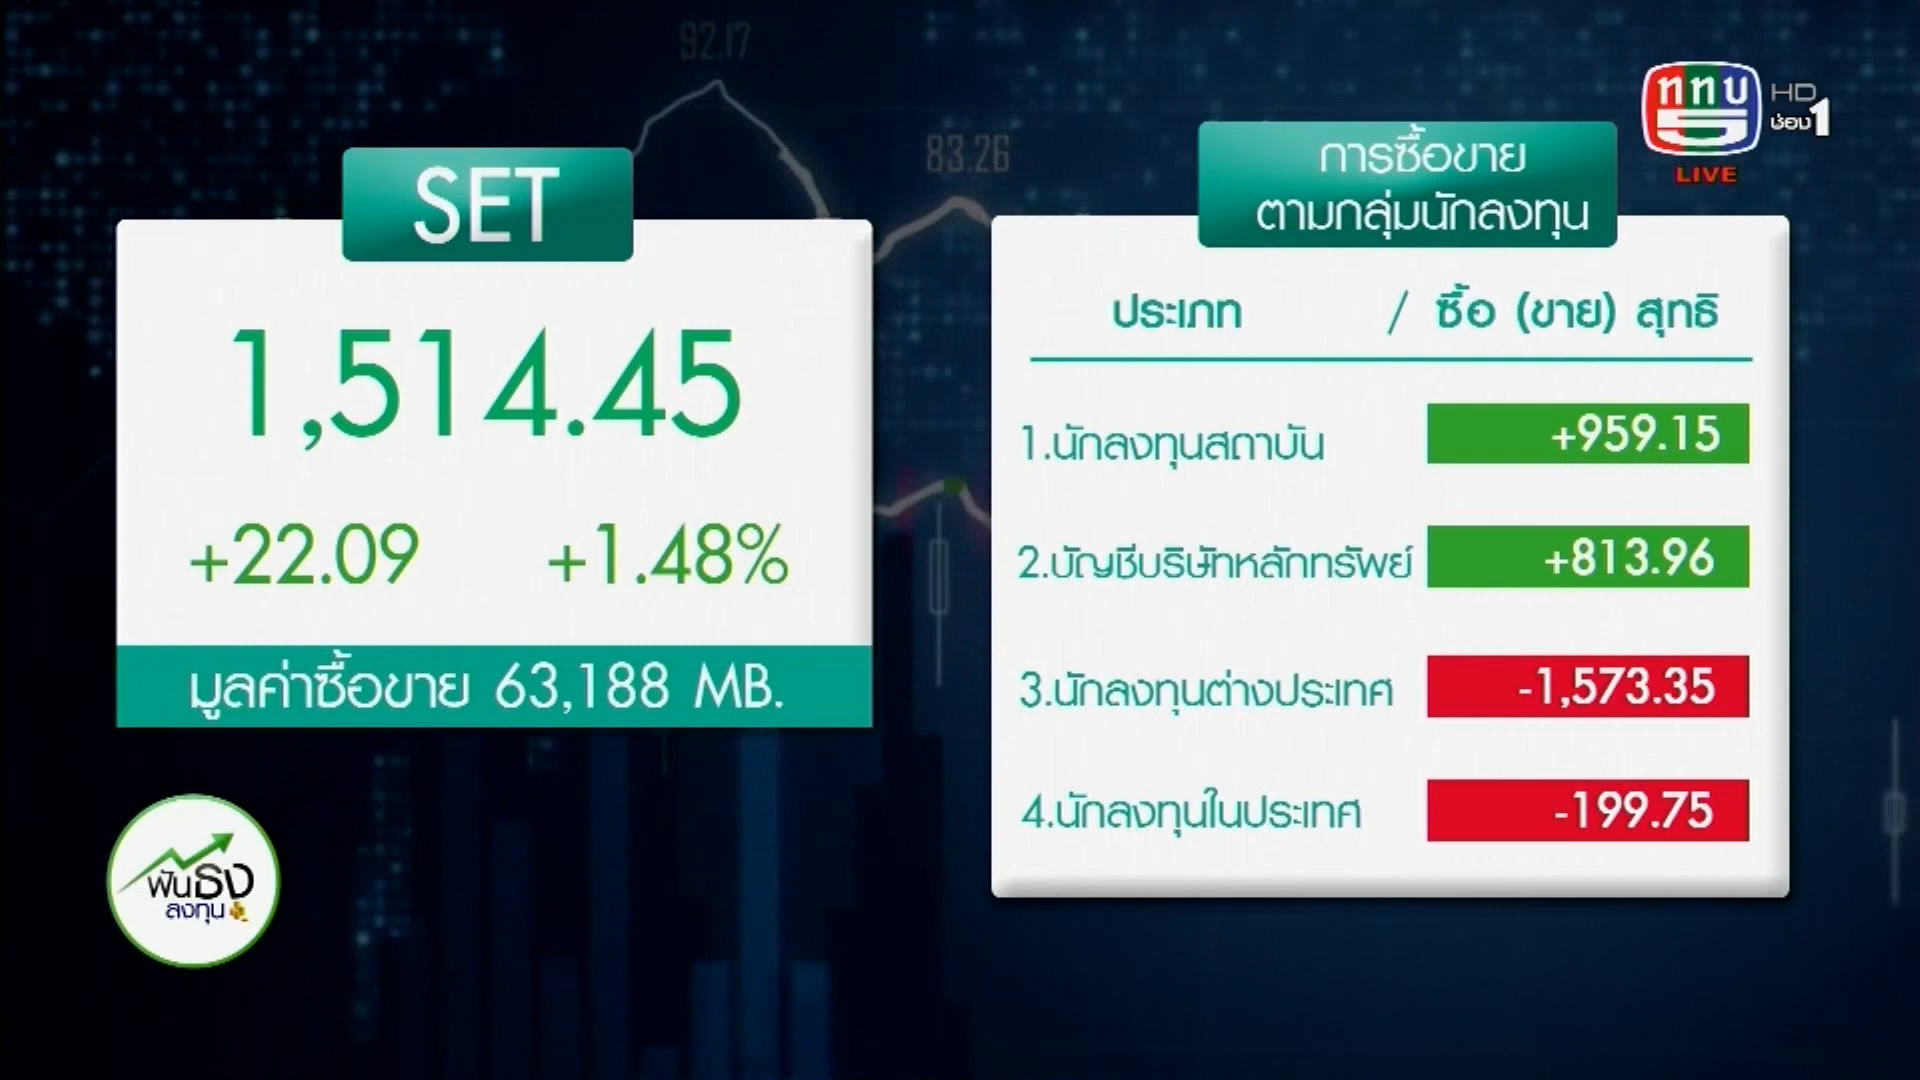 92.17
83.26
ททบ
5
HD
ช่อง1
LIVE
SET
1,514.45
+22.09 +1.48%
มูลค่าซื้อขาย 63,188 MB.
การซื้อขาย
ตามกลุ่มนักลงทุน
ประเภท / ซื้อ (ขาย) สุทธิ
1.นักลงทุนสถาบัน +959.15
2.บัญชีบริษัทหลักทรัพย์ +813.96
3.นักลงทุนต่างประเทศ -1,573.35
4.นักลงทุนในประเทศ -199.75
ฟันธง
ลงทุน